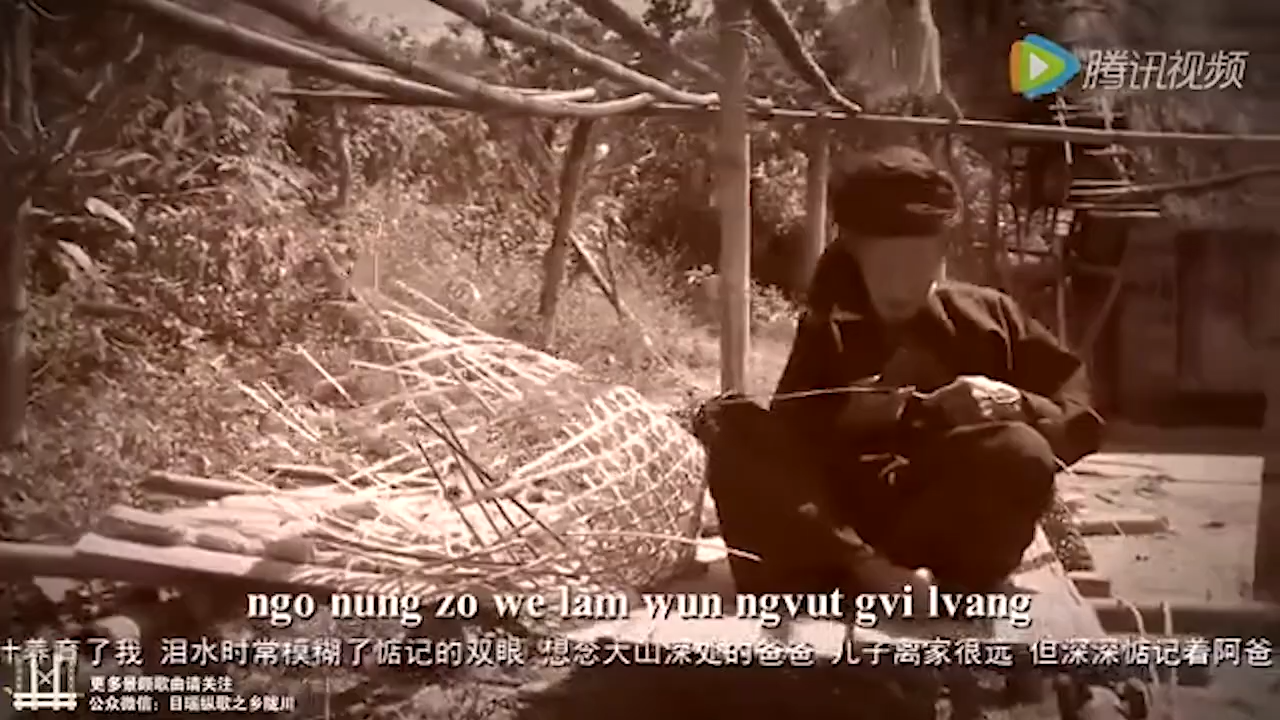 腾讯视频
ngo nung zo we lam wun ngvut gvi lvang
养育了我 泪水时常模糊了惦记的双眼 想念大山深处的爸爸 儿子离家很远 但深深惦记着阿爸
更多景颇歌曲请关注
公众微信：目瑙纵歌之乡陇川